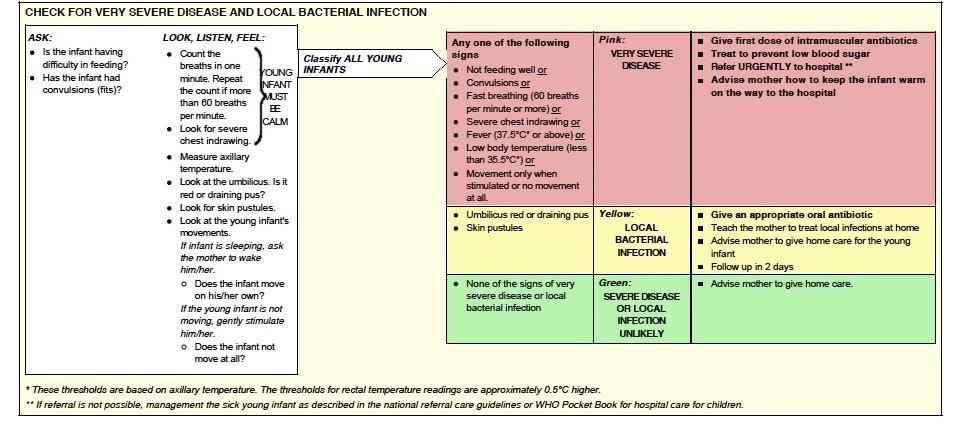 CHECK FOR VERY SEVERE DISEASE AND LOCAL BACTERIAL INFECTION
ASK:
● Is the infant having
difficulty in feeding?
● Has the infant had
convulsions (fits)?
LOOK, LISTEN, FEEL:
● Count the
breaths in one
minute. Repeat
the count if more
than 60 breaths
per minute.
● Look for severe
chest indrawing.
YOUNG
INFANT
MUST
BE
CALM
● Measure axillary
temperature.
● Look at the umbilicus. Is it
red or draining pus?
● Look for skin pustules.
● Look at the young infant's
movements.
If infant is sleeping, ask
the mother to wake
him/her.
○ Does the infant move
on his/her own?
If the young infant is not
moving, gently stimulate
him/her.
○ Does the infant not
move at all?
Classify ALL YOUNG
INFANTS
Any one of the following
signs
● Not feeding well or
● Convulsions or
● Fast breathing (60 breaths
per minute or more) or
● Severe chest indrawing or
● Fever (37.5°C* or above) or
● Low body temperature (less
than 35.5°C*) or
● Movement only when
stimulated or no movement
at all.
Pink:
VERY SEVERE
DISEASE
■ Give first dose of intramuscular antibiotics
■ Treat to prevent low blood sugar
■ Refer URGENTLY to hospital **
■ Advise mother how to keep the infant warm
on the way to the hospital
● Umbilicus red or draining pus
● Skin pustules
Yellow:
LOCAL
BACTERIAL
INFECTION
■ Give an appropriate oral antibiotic
■ Teach the mother to treat local infections at home
■ Advise mother to give home care for the young
infant
■ Follow up in 2 days
● None of the signs of very
severe disease or local
bacterial infection
Green:
SEVERE DISEASE
OR LOCAL
INFECTION
UNLIKELY
■ Advise mother to give home care.
* These thresholds are based on axillary temperature. The thresholds for rectal temperature readings are approximately 0.5°C higher.
** If referral is not possible, management the sick young infant as described in the national referral care guidelines or WHO Pocket Book for hospital care for children.